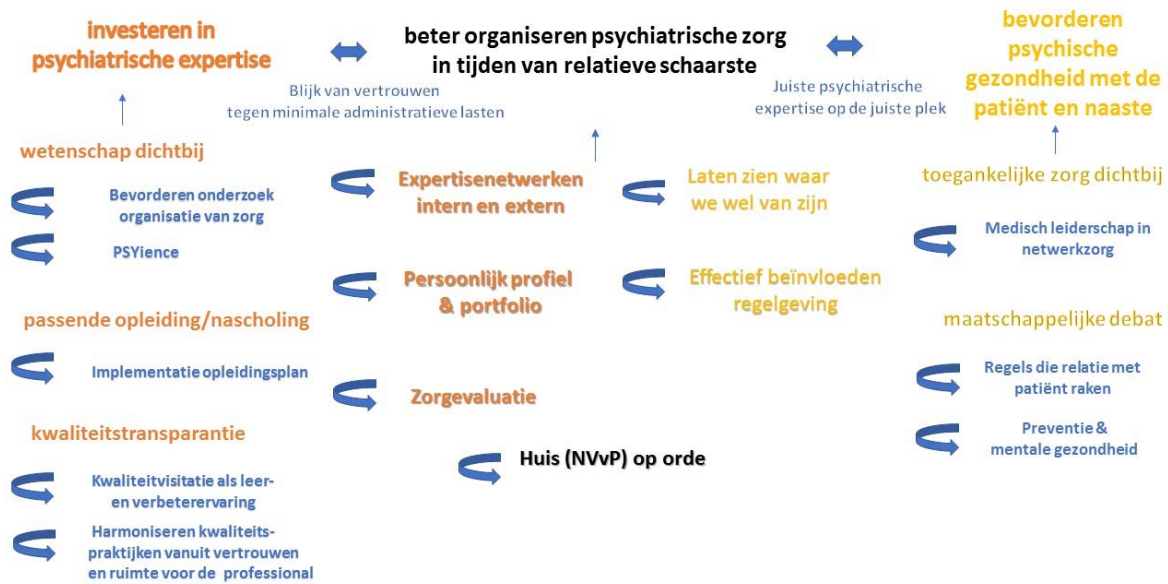 investeren in
psychiatrische expertise
beter organiseren psychiatrische zorg
in tijden van relatieve schaarste
bevorderen
psychische
gezondheid met de
patiënt en naaste
Blijk van vertrouwen
tegen minimale administratieve lasten
Juiste psychiatrische
expertise op de juiste plek
wetenschap dichtbij
Bevorderen onderzoek
organisatie van zorg
PSYience
passende opleiding/nascholing
Implementatie opleidingsplan
kwaliteitstransparantie
Kwaliteitvisitatie als leer-
en verbeterervaring
Harmoniseren kwaliteits-
praktijken vanuit vertrouwen
en ruimte voor de professional
Expertisenetwerken
intern en extern
Persoonlijk profiel
& portfolio
Zorgevaluatie
Laten zien waar
we wel van zijn
Effectief beïnvloeden
regelgeving
Huis (NVvP) op orde
toegankelijke zorg dichtbij
Medisch leiderschap in
netwerkzorg
maatschappelijke debat
Regels die relatie met
patiënt raken
Preventie &
mentale gezondheid